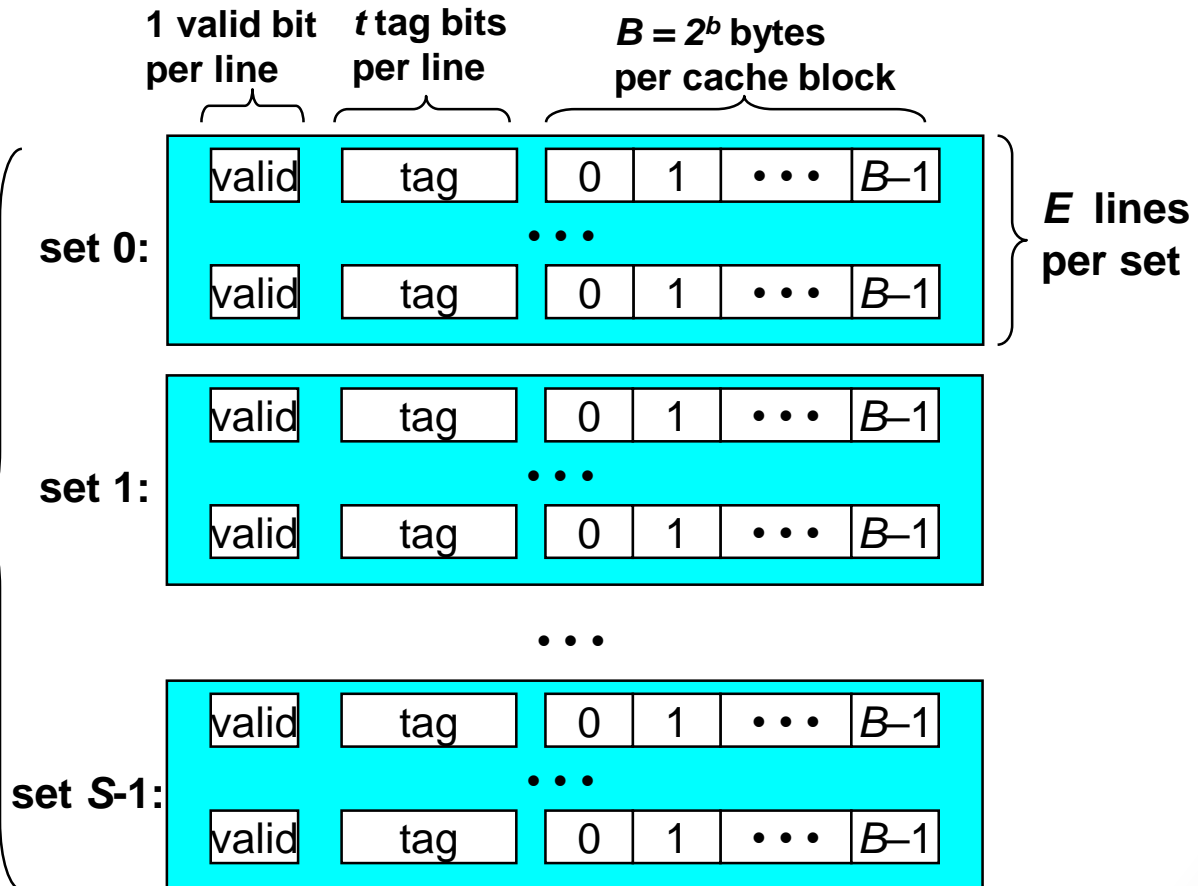 1 valid bit
per line
t tag bits
per line
B = 2^b bytes
per cache block
valid tag 0 1 • • • B–1
• • •
valid tag 0 1 • • • B–1
set 0:
E lines
per set
valid tag 0 1 • • • B–1
• • •
valid tag 0 1 • • • B–1
set 1:
• • •
valid tag 0 1 • • • B–1
• • •
valid tag 0 1 • • • B–1
set S-1: